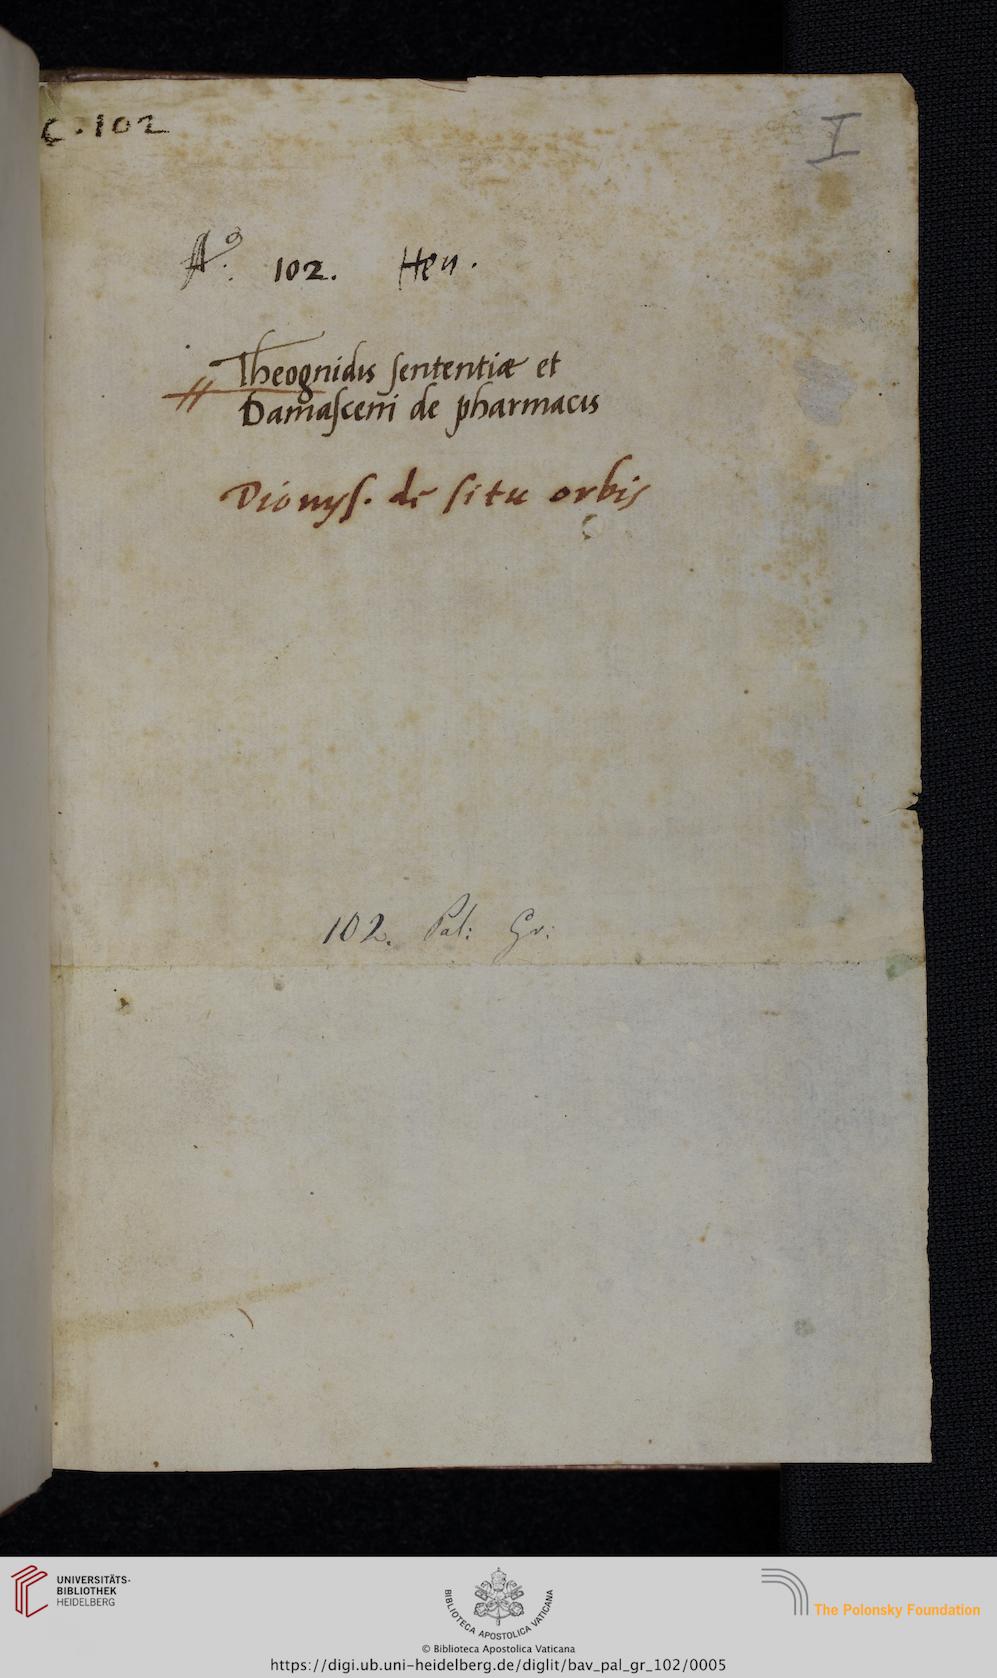 C. 102
I
Aº. 102. Hen.
Theognidis sententiæ et
Damasceni de pharmacis
Dionys. de situ orbis
102. Pal: Gr:
UNIVERSITÄTS-
BIBLIOTHEK
HEIDELBERG
BIBLIOTECA APOSTOLICA VATICANA
The Polonsky Foundation
© Biblioteca Apostolica Vaticana
https://digi.ub.uni-heidelberg.de/diglit/bav_pal_gr_102/0005